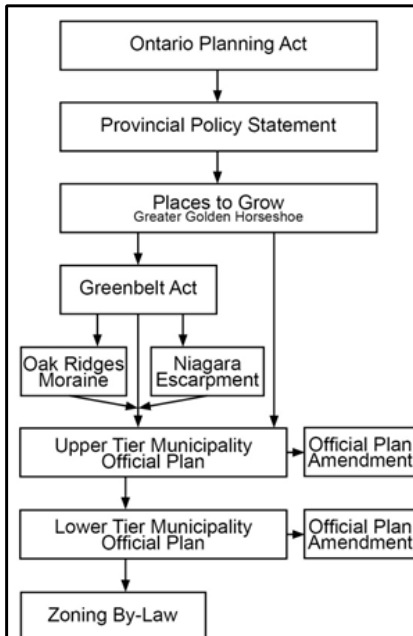 Ontario Planning Act
Provincial Policy Statement
Places to Grow
Greater Golden Horseshoe
Greenbelt Act
Oak Ridges
Moraine
Niagara
Escarpment
Upper Tier Municipality
Official Plan
Official Plan
Amendment
Lower Tier Municipality
Official Plan
Official Plan
Amendment
Zoning By-Law